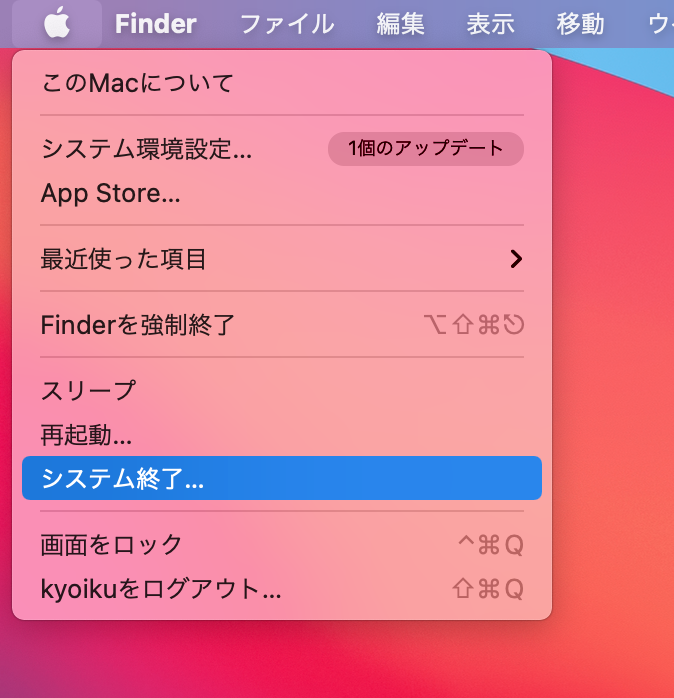 Finder ファイル 編集 表示 移動
このMacについて
システム環境設定... 1個のアップデート
App Store...
最近使った項目
Finderを強制終了 ⌥⇧⌘⎋
スリープ
再起動...
システム終了...
画面をロック ^⌘Q
kyoikuをログアウト... ⇧⌘Q